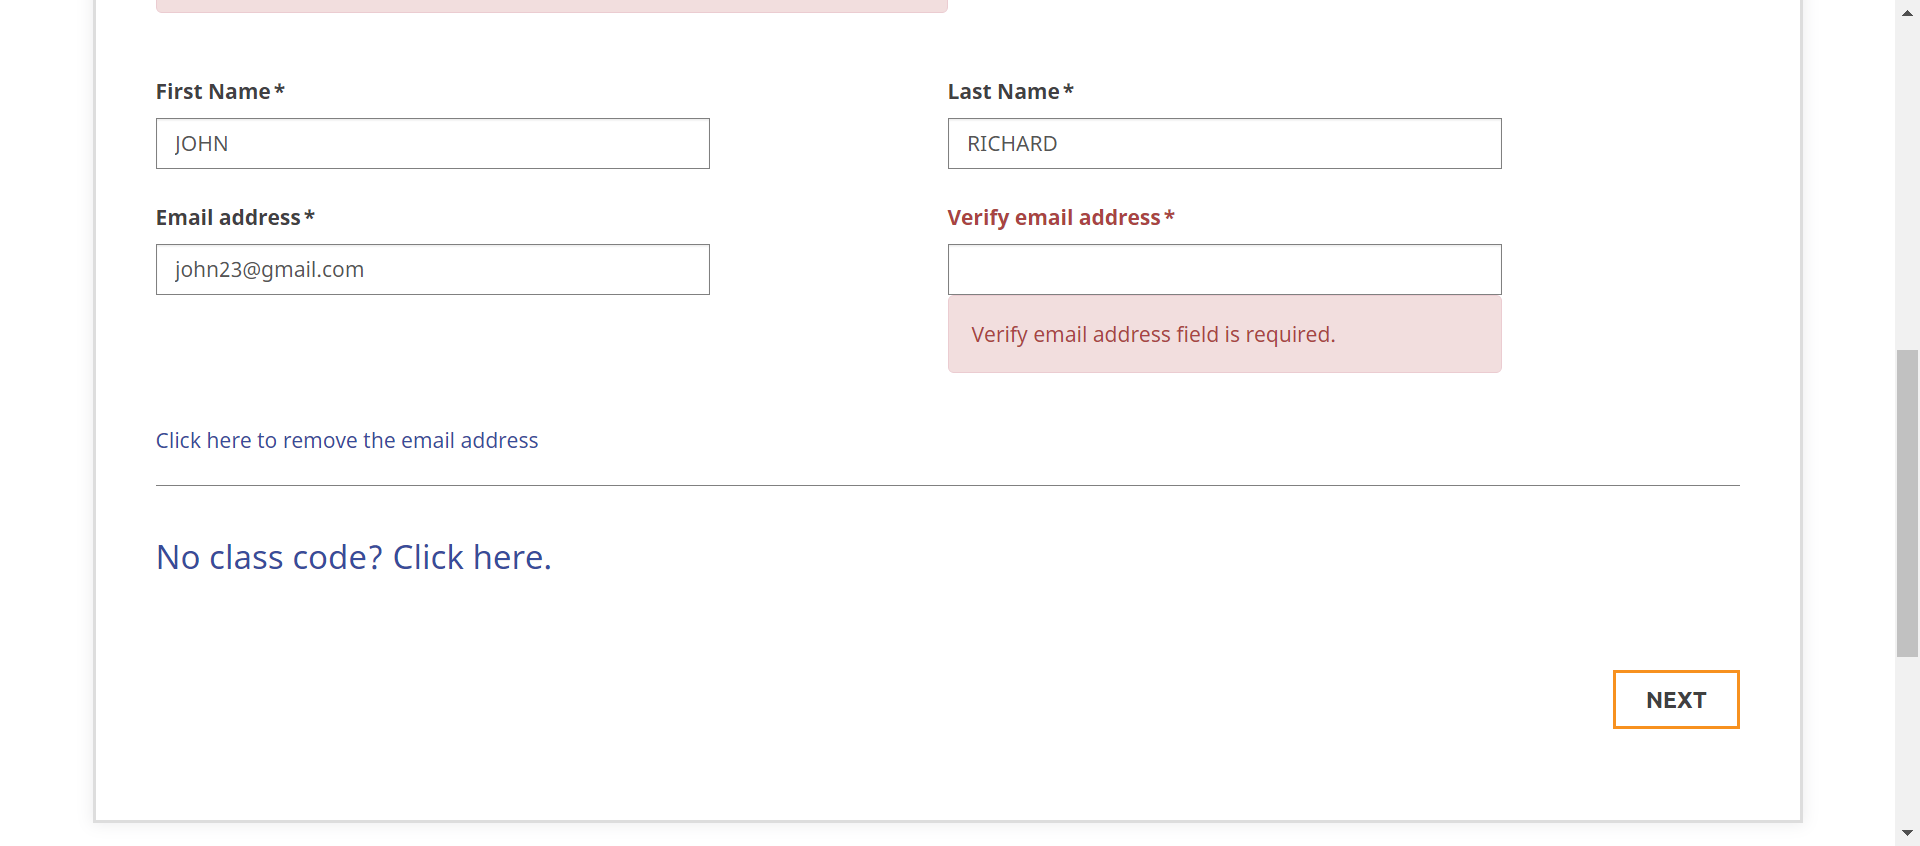 First Name*
Last Name*
JOHN
RICHARD
Email address*
Verify email address*
john23@gmail.com
Verify email address field is required.
Click here to remove the email address
No class code? Click here.
NEXT